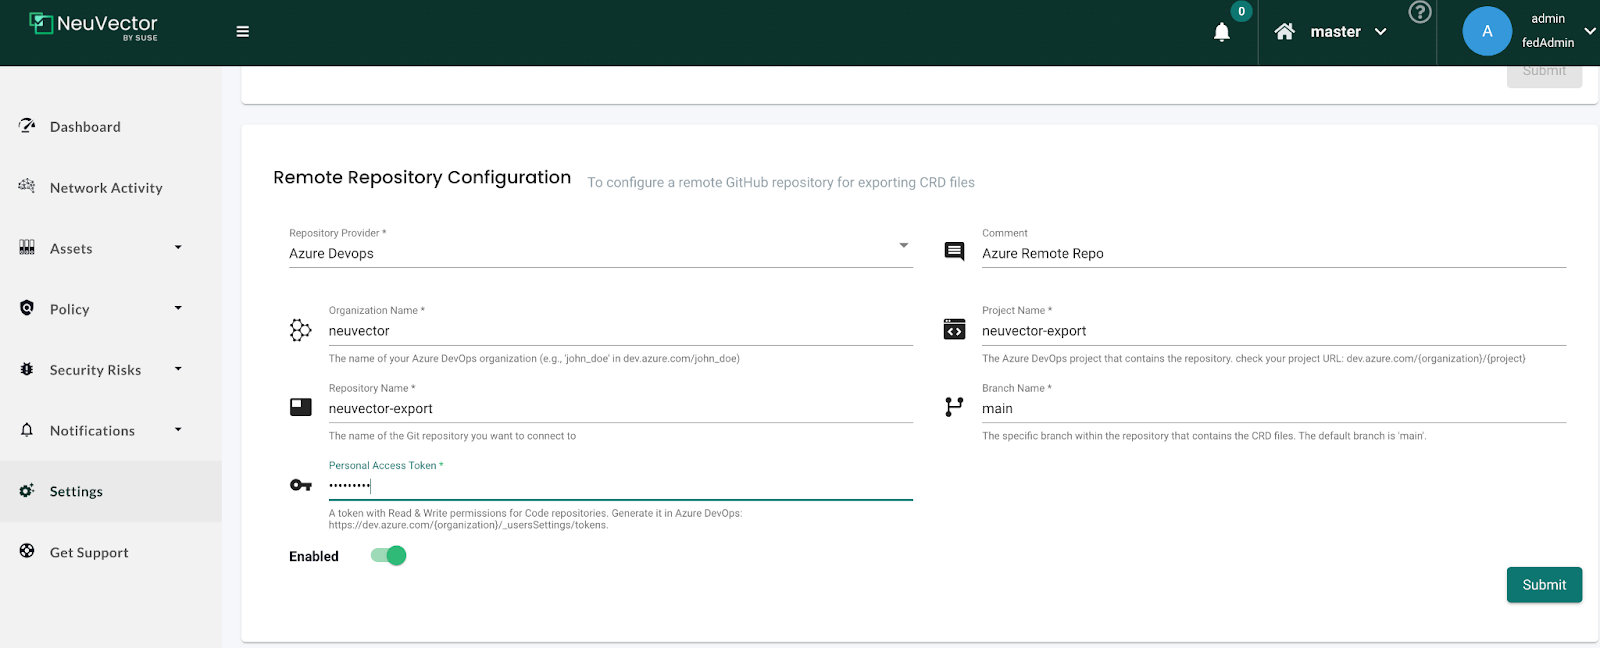 NeuVector
BY SUSE
0
master
?
A
admin
fedAdmin
Submit
Dashboard
Network Activity
Assets
Policy
Security Risks
Notifications
Settings
Get Support
Remote Repository Configuration To configure a remote GitHub repository for exporting CRD files
Repository Provider *
Azure Devops
Comment
Azure Remote Repo
Organization Name *
neuvector
The name of your Azure DevOps organization (e.g., 'john_doe' in dev.azure.com/john_doe)
Project Name *
neuvector-export
The Azure DevOps project that contains the repository. check your project URL: dev.azure.com/{organization}/{project}
Repository Name *
neuvector-export
The name of the Git repository you want to connect to
Branch Name *
main
The specific branch within the repository that contains the CRD files. The default branch is 'main'.
Personal Access Token *
•••••••••
A token with Read & Write permissions for Code repositories. Generate it in Azure DevOps:
https://dev.azure.com/{organization}/_usersSettings/tokens.
Enabled
Submit